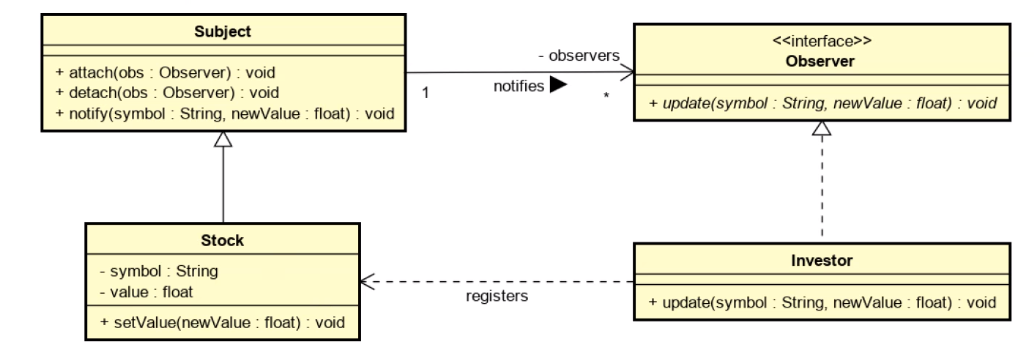 Subject
+ attach(obs : Observer) : void
+ detach(obs : Observer) : void
+ notify(symbol : String, newValue : float) : void
- observers
1
notifies
*
<<interface>>
Observer
+ update(symbol : String, newValue : float) : void
Stock
- symbol : String
- value : float
+ setValue(newValue : float) : void
registers
Investor
+ update(symbol : String, newValue : float) : void